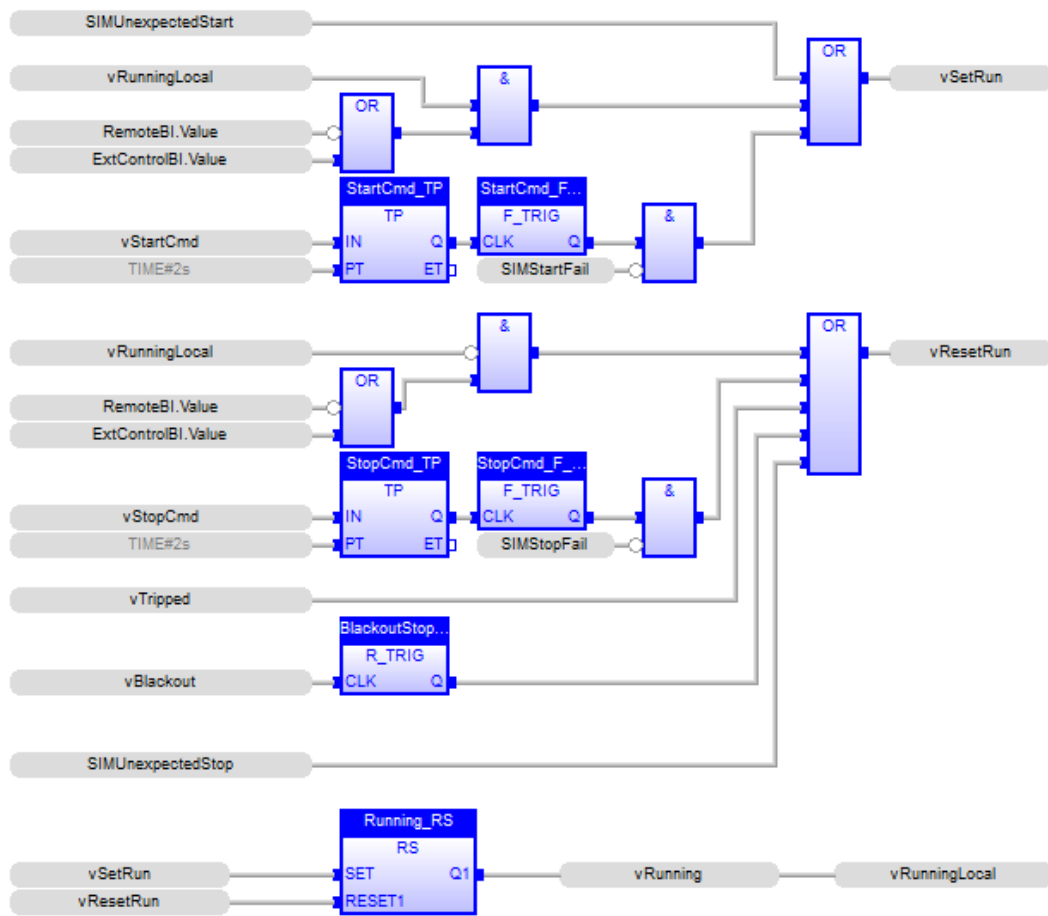 SIMUnexpectedStart
OR
vRunningLocal
&
vSetRun
OR
RemoteBI.Value
ExtControlBI.Value
StartCmd_TP
StartCmd_F...
TP
F_TRIG
&
vStartCmd
IN
Q
CLK
Q
TIME#2s
PT
ET
SIMStartFail
&
OR
vRunningLocal
vResetRun
OR
RemoteBI.Value
ExtControlBI.Value
StopCmd_TP
StopCmd_F_...
TP
F_TRIG
&
vStopCmd
IN
Q
CLK
Q
TIME#2s
PT
ET
SIMStopFail
vTripped
BlackoutStop...
R_TRIG
vBlackout
CLK
Q
SIMUnexpectedStop
Running_RS
RS
vSetRun
SET
Q1
vRunning
vRunningLocal
vResetRun
RESET1